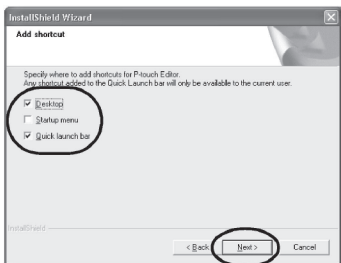 InstallShield Wizard
Add shortcut
Specify where to add shortcuts for P-touch Editor.
Any shortcut added to the Quick Launch bar will only be available to the current user.
Desktop
Startup menu
Quick launch bar
InstallShield
< Back
Next >
Cancel